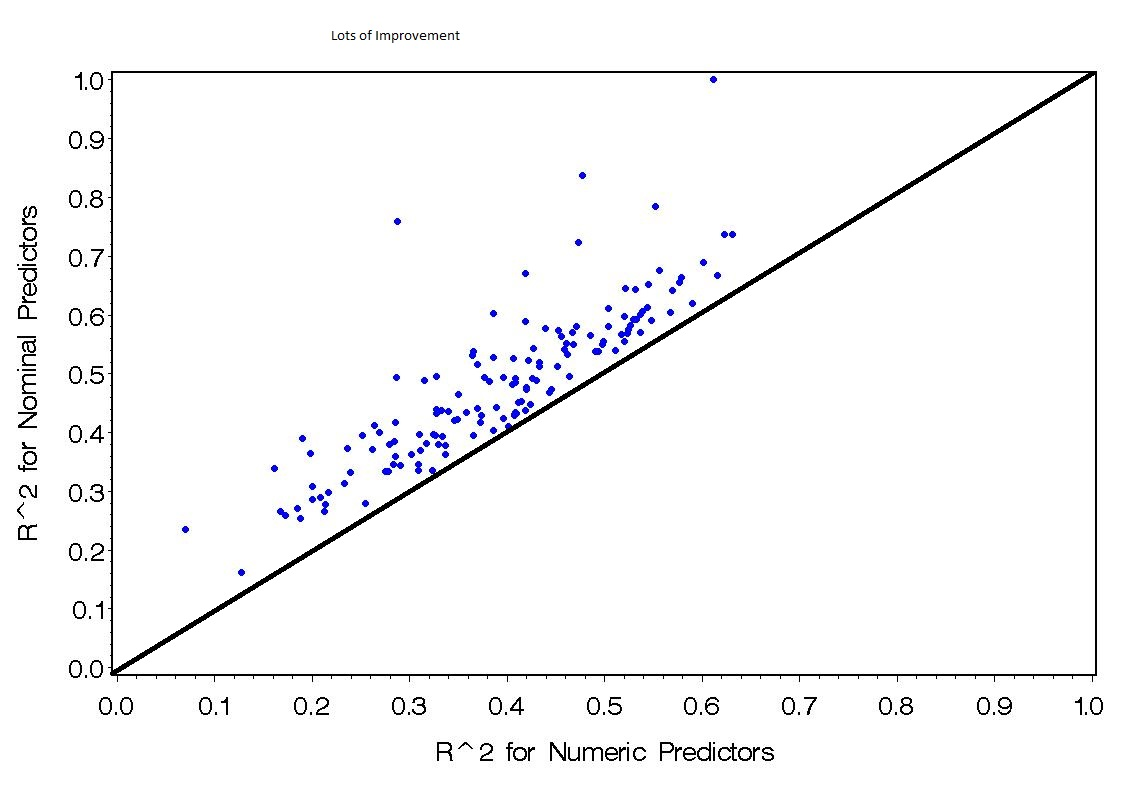 Lots of Improvement
1.0
0.9
0.8
0.7
0.6
0.5
0.4
0.3
0.2
0.1
0.0
R^2 for Nominal Predictors
0.0 0.1 0.2 0.3 0.4 0.5 0.6 0.7 0.8 0.9 1.0
R^2 for Numeric Predictors